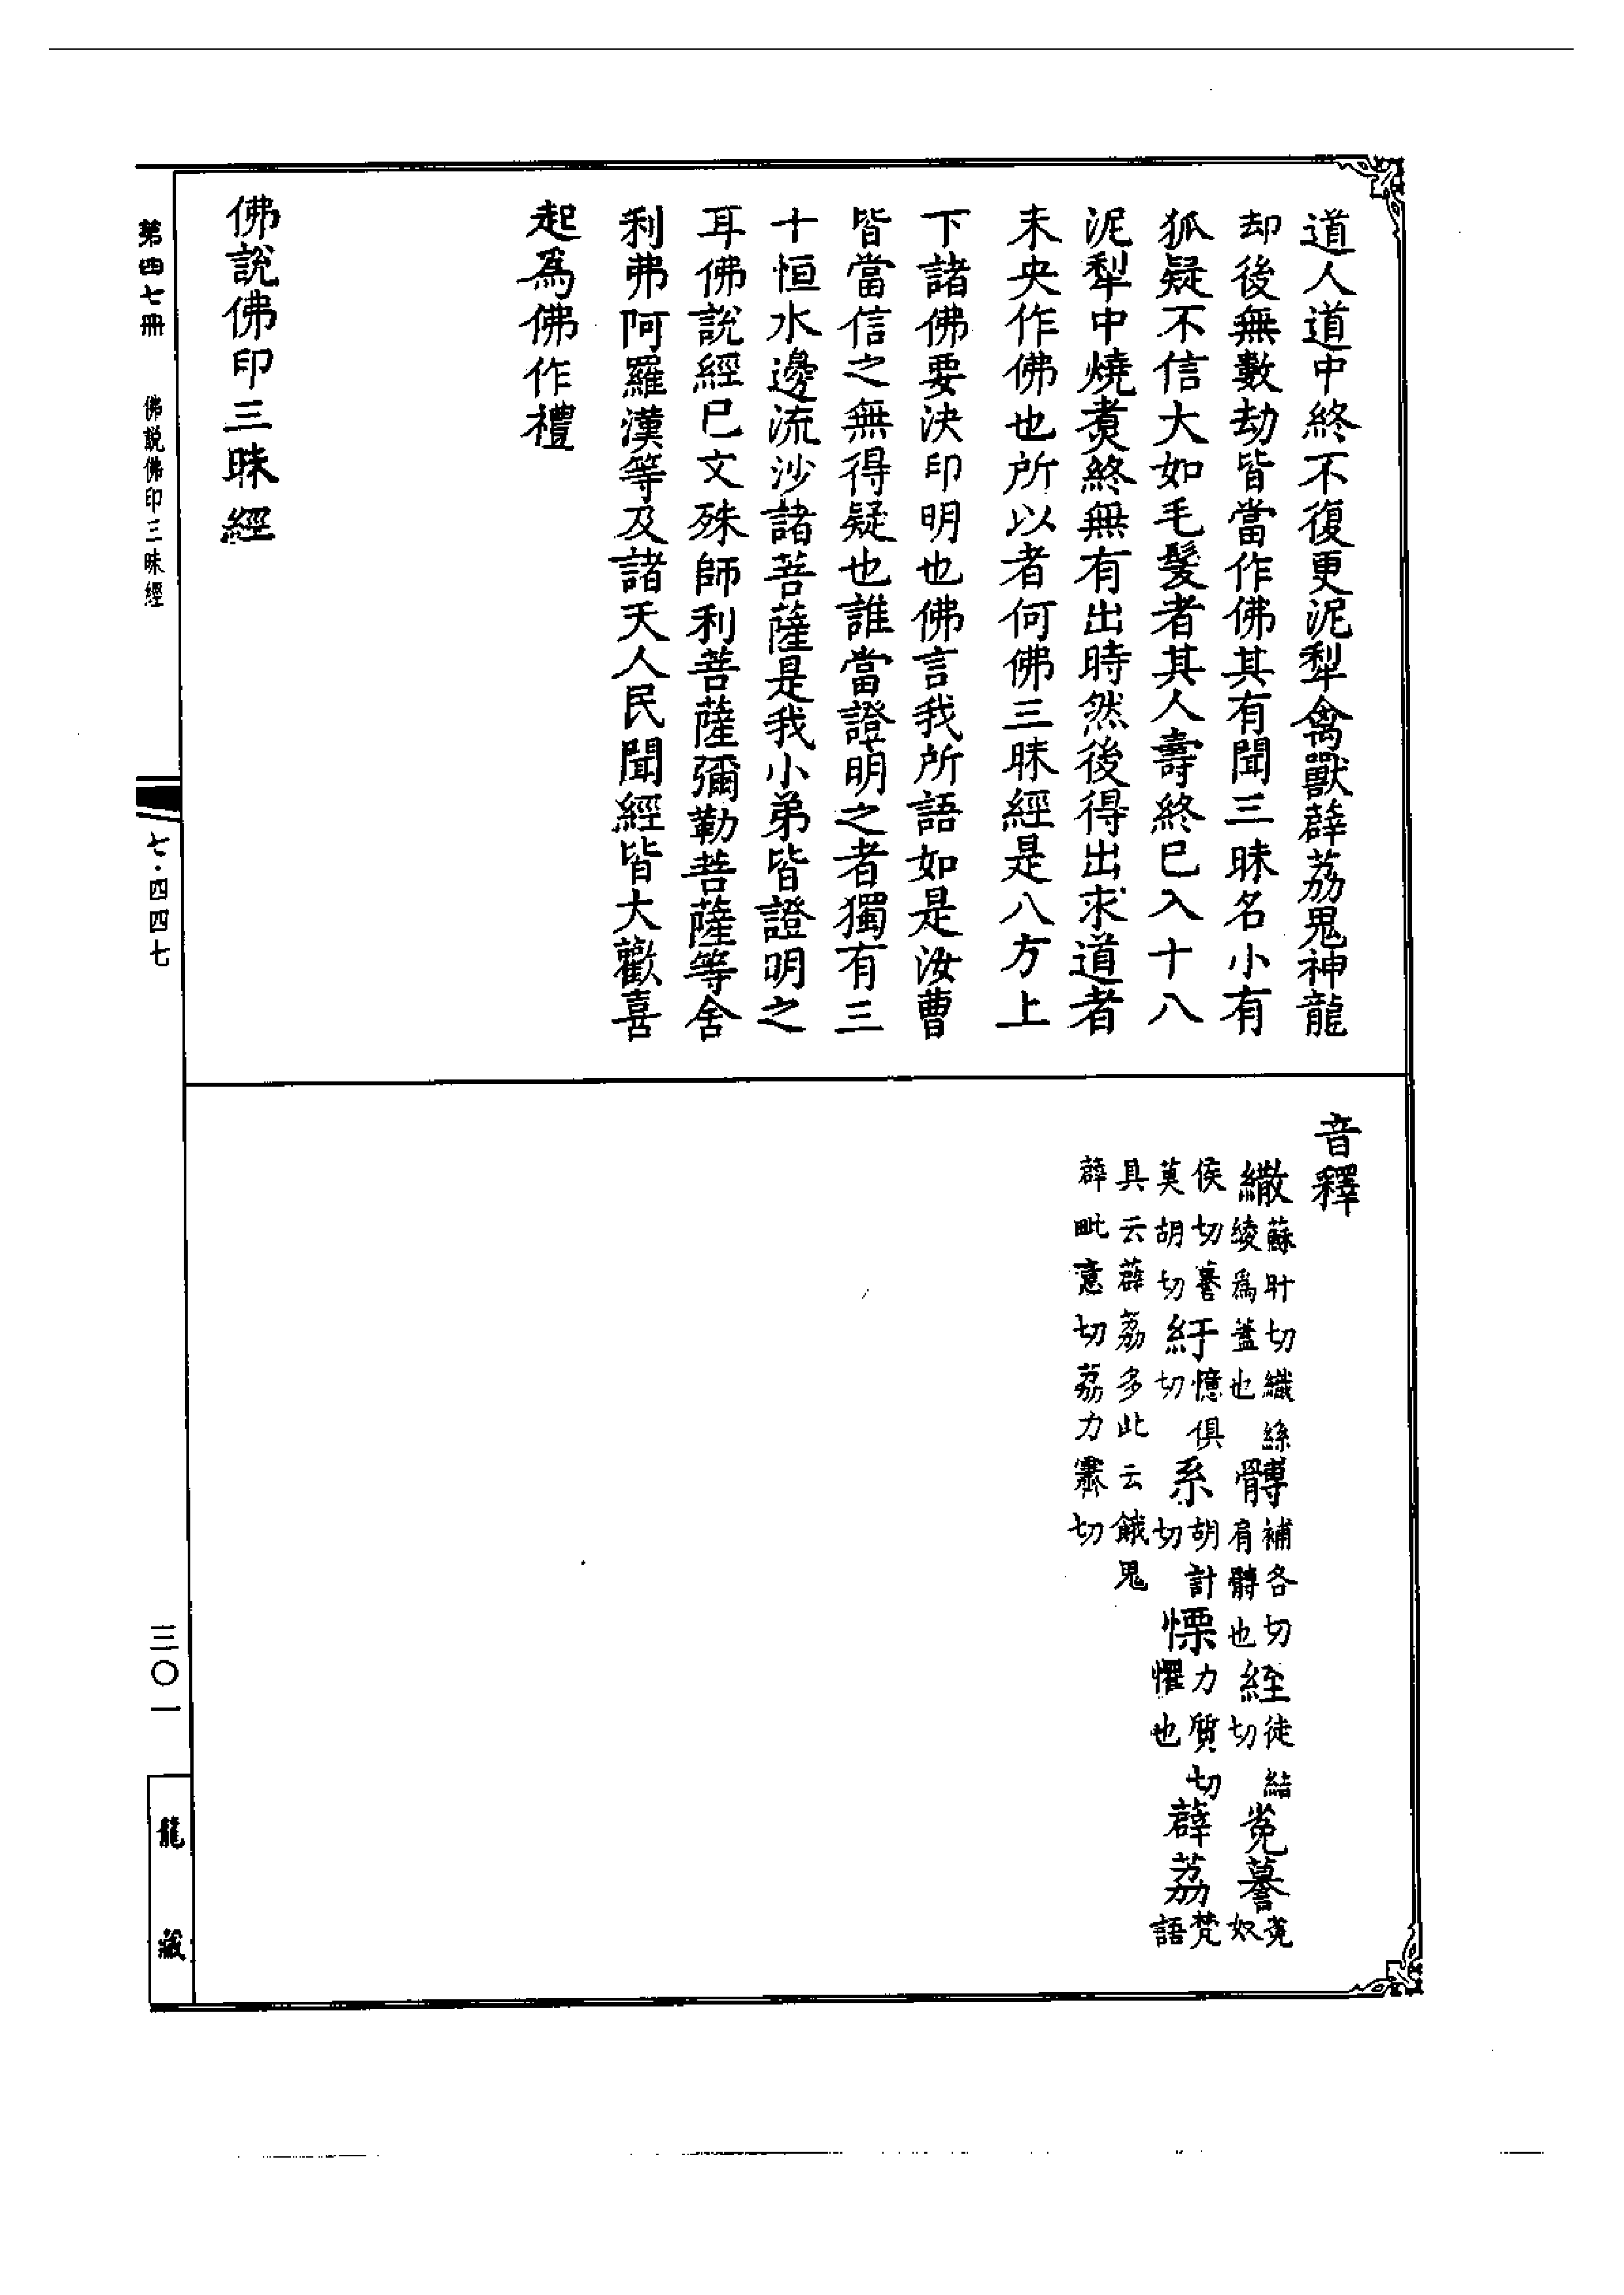 道人道中終不復更泥犁禽獸薜荔鬼神龍
却後無數劫皆當作佛其有聞三昧名小有
狐疑不信大如毛髮者其人壽終已入十八
泥犁中燒煮終無有出時然後得出求道者
未央作佛也所以者何佛三昧經是八方上
下諸佛要決印明也佛言我所語如是汝曹
皆當信之無得疑也誰當證明之者獨有三
十恒水邊流沙諸菩薩是我小弟皆證明之
耳佛說經已文殊師利菩薩彌勒菩薩等舍
利弗阿羅漢等及諸天人民聞經皆大歡喜
起為佛作禮
佛說佛印三昧經
音釋
繖蘇旰切織絲綾為蓋也髆補各切肩髆也絰徒結切㲋䜼㲋奴
侯切䜼莫胡切紆憶俱切系胡計切慄力質切懼也薜荔梵語
具云薜荔多此云餓鬼
薜毗意切荔力霽切
第四七冊 佛說佛印三昧經
七·四四七
三〇一
龍藏